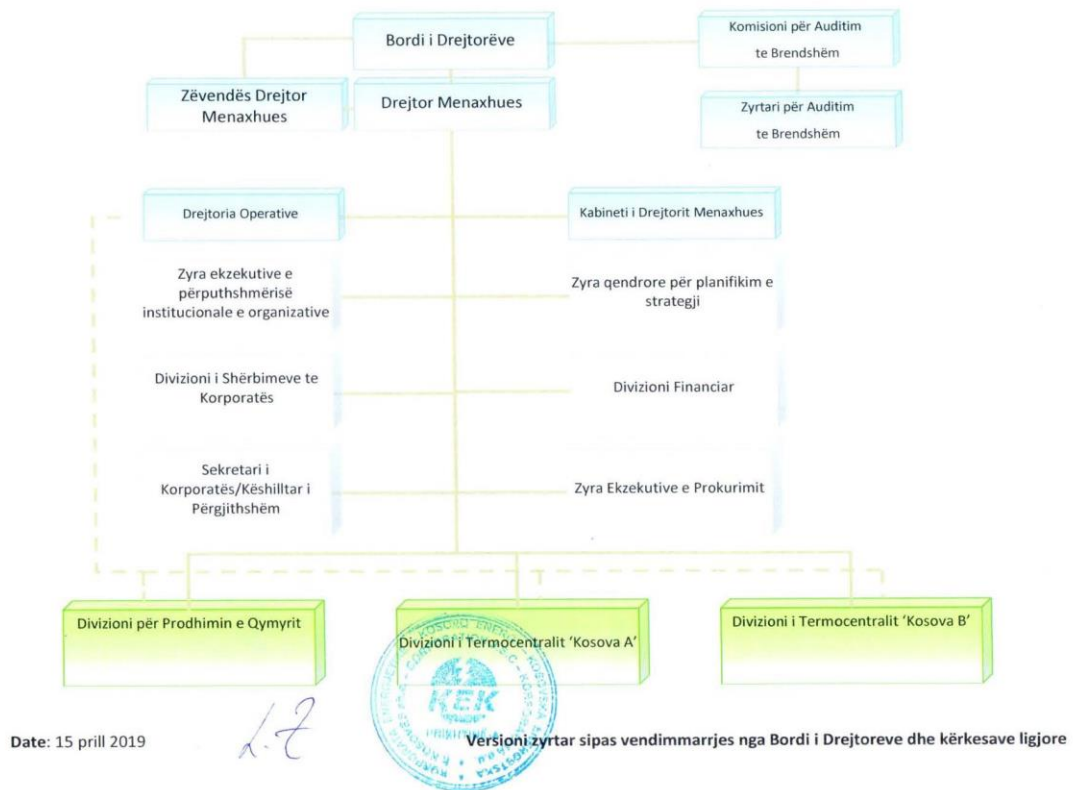 Bordi i Drejtorëve
Komisioni për Auditim
te Brendshëm
Zëvendës Drejtor
Menaxhues
Drejtor Menaxhues
Zyrtari për Auditim
te Brendshëm
Drejtoria Operative
Kabineti i Drejtorit Menaxhues
Zyra ekzekutive e
përputhshmërisë
institucionale e organizative
Zyra qendrore për planifikim e
strategji
Divizioni i Shërbimeve te
Korporatës
Divizioni Financiar
Sekretari i
Korporatës/Këshilltar i
Përgjithshëm
Zyra Ekzekutive e Prokurimit
Divizioni për Prodhimin e Qymyrit
Divizioni i Termocentralit ‘Kosova A’
Divizioni i Termocentralit ‘Kosova B’
KEK
Date: 15 prill 2019
Versioni zyrtar sipas vendimmarrjes nga Bordi i Drejtoreve dhe kërkesave ligjore